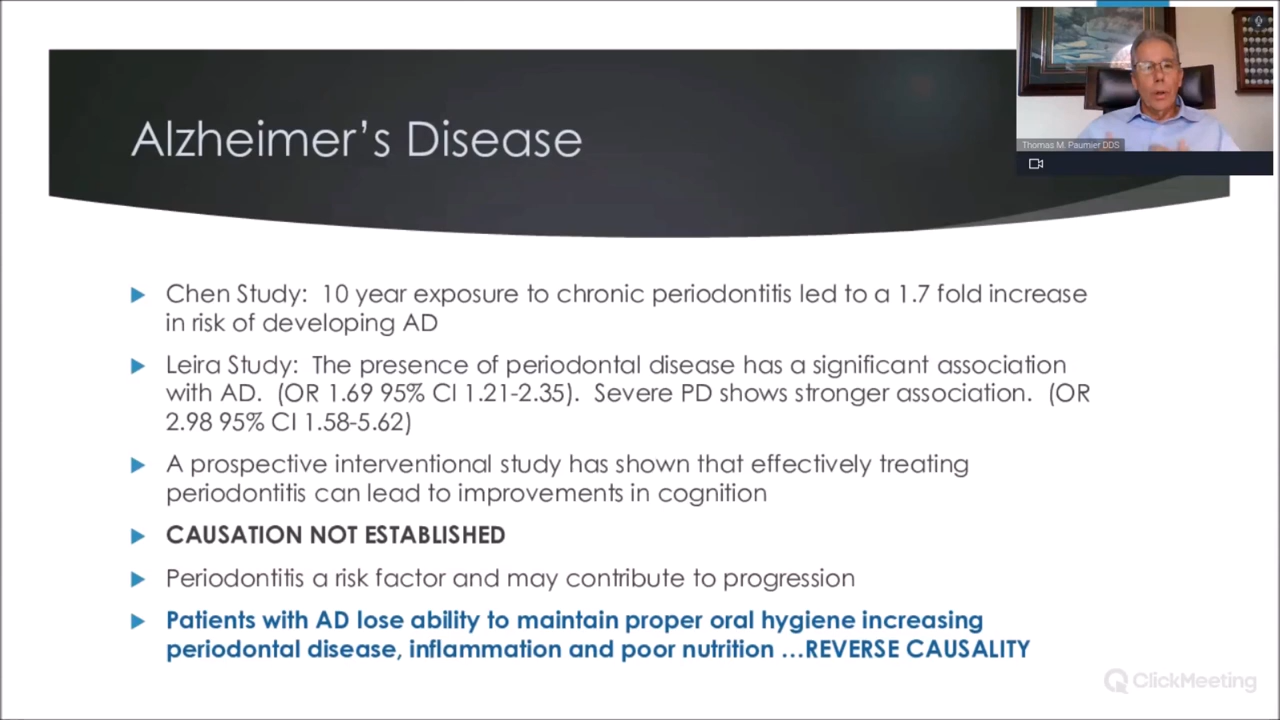 Alzheimer's Disease
Thomas M. Paumier DDS
Chen Study: 10 year exposure to chronic periodontitis led to a 1.7 fold increase
in risk of developing AD
Leira Study: The presence of periodontal disease has a significant association
with AD. (OR 1.69 95% CI 1.21-2.35). Severe PD shows stronger association. (OR
2.98 95% CI 1.58-5.62)
A prospective interventional study has shown that effectively treating
periodontitis can lead to improvements in cognition
CAUSATION NOT ESTABLISHED
Periodontitis a risk factor and may contribute to progression
Patients with AD lose ability to maintain proper oral hygiene increasing
periodontal disease, inflammation and poor nutrition ...REVERSE CAUSALITY
ClickMeeting